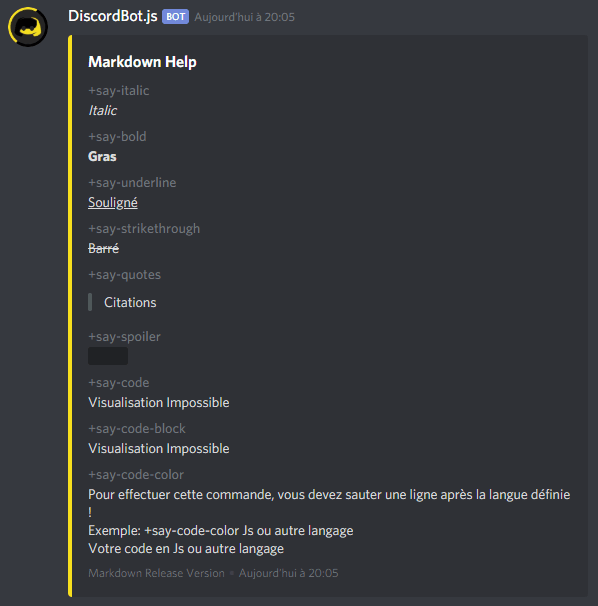 DiscordBot.js BOT Aujourd'hui à 20:05
Markdown Help
+say-italic
Italic
+say-bold
Gras
+say-underline
Souligné
+say-strikethrough
Barré
+say-quotes
Citations
+say-spoiler
+say-code
Visualisation Impossible
+say-code-block
Visualisation Impossible
+say-code-color
Pour effectuer cette commande, vous devez sauter une ligne après la langue définie
!
Exemple: +say-code-color Js ou autre langage
Votre code en Js ou autre langage
Markdown Release Version • Aujourd'hui à 20:05